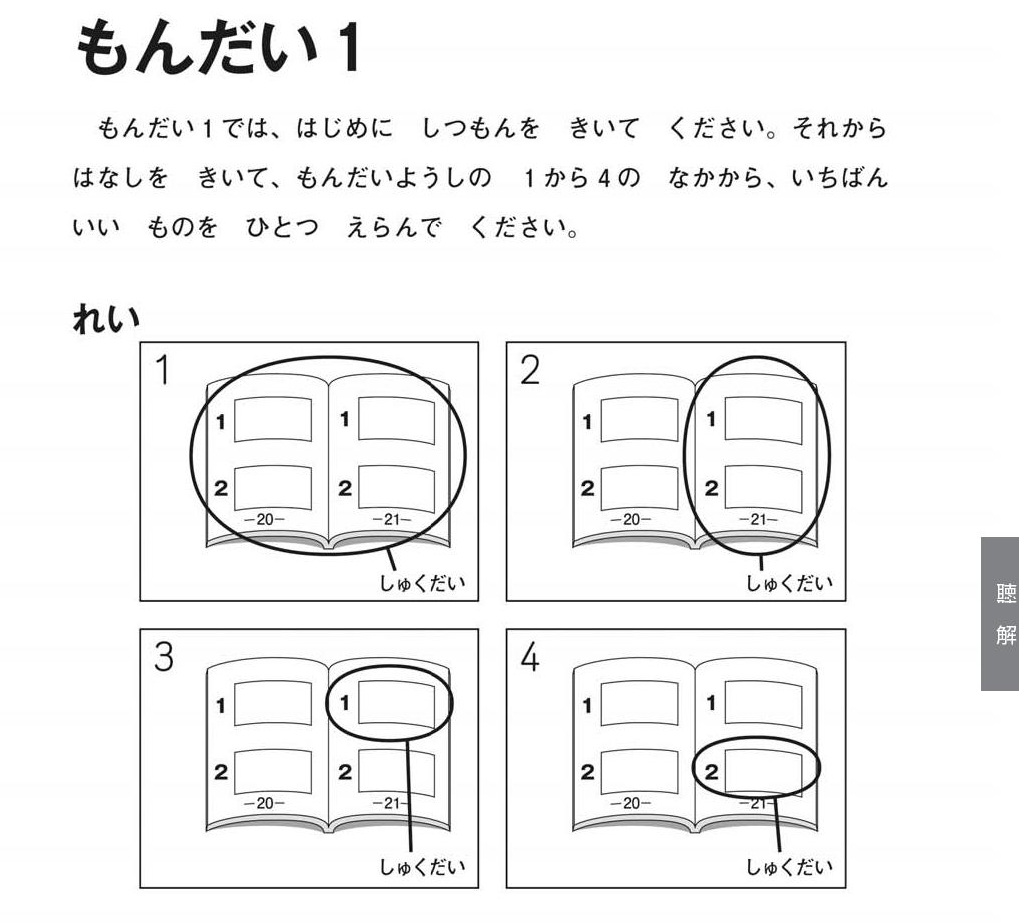 もんだい1
もんだい1では、はじめに　しつもんを　きいて　ください。それから
はなしを　きいて、もんだいようしの　1から4の　なかから、いちばん
いい　ものを　ひとつ　えらんで　ください。
れい
1
1
1
2
2
－20－
－21－
しゅくだい
2
1
1
2
2
－20－
－21－
しゅくだい
3
1
1
2
2
－20－
－21－
しゅくだい
4
1
1
2
2
－20－
－21－
しゅくだい
聴解